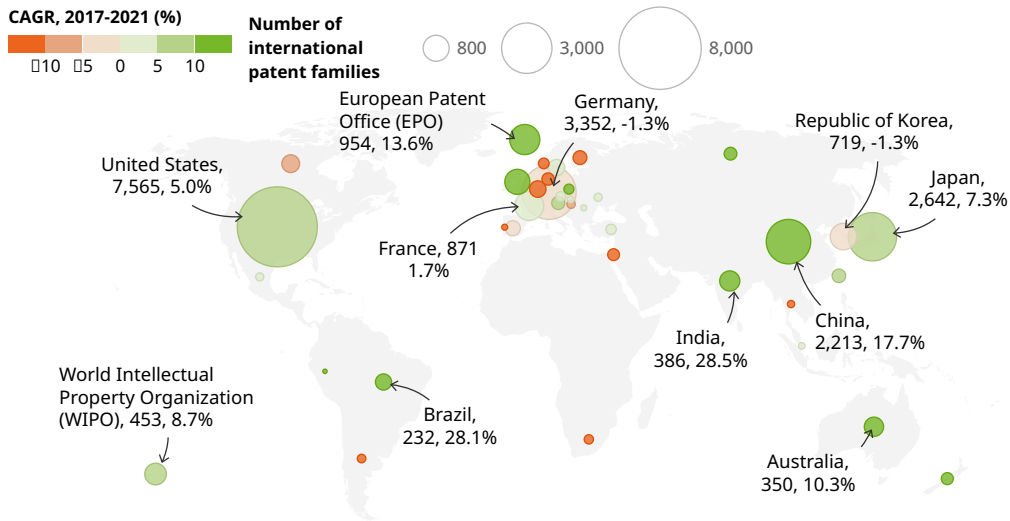 CAGR, 2017-2021 (%)
▯10 ▯5 0 5 10
Number of
international
patent families
800
3,000
8,000
European Patent
Office (EPO)
954, 13.6%
Germany,
3,352, -1.3%
Republic of Korea,
719, -1.3%
United States,
7,565, 5.0%
Japan,
2,642, 7.3%
France, 871
1.7%
India,
386, 28.5%
China,
2,213, 17.7%
World Intellectual
Property Organization
(WIPO), 453, 8.7%
Brazil,
232, 28.1%
Australia,
350, 10.3%